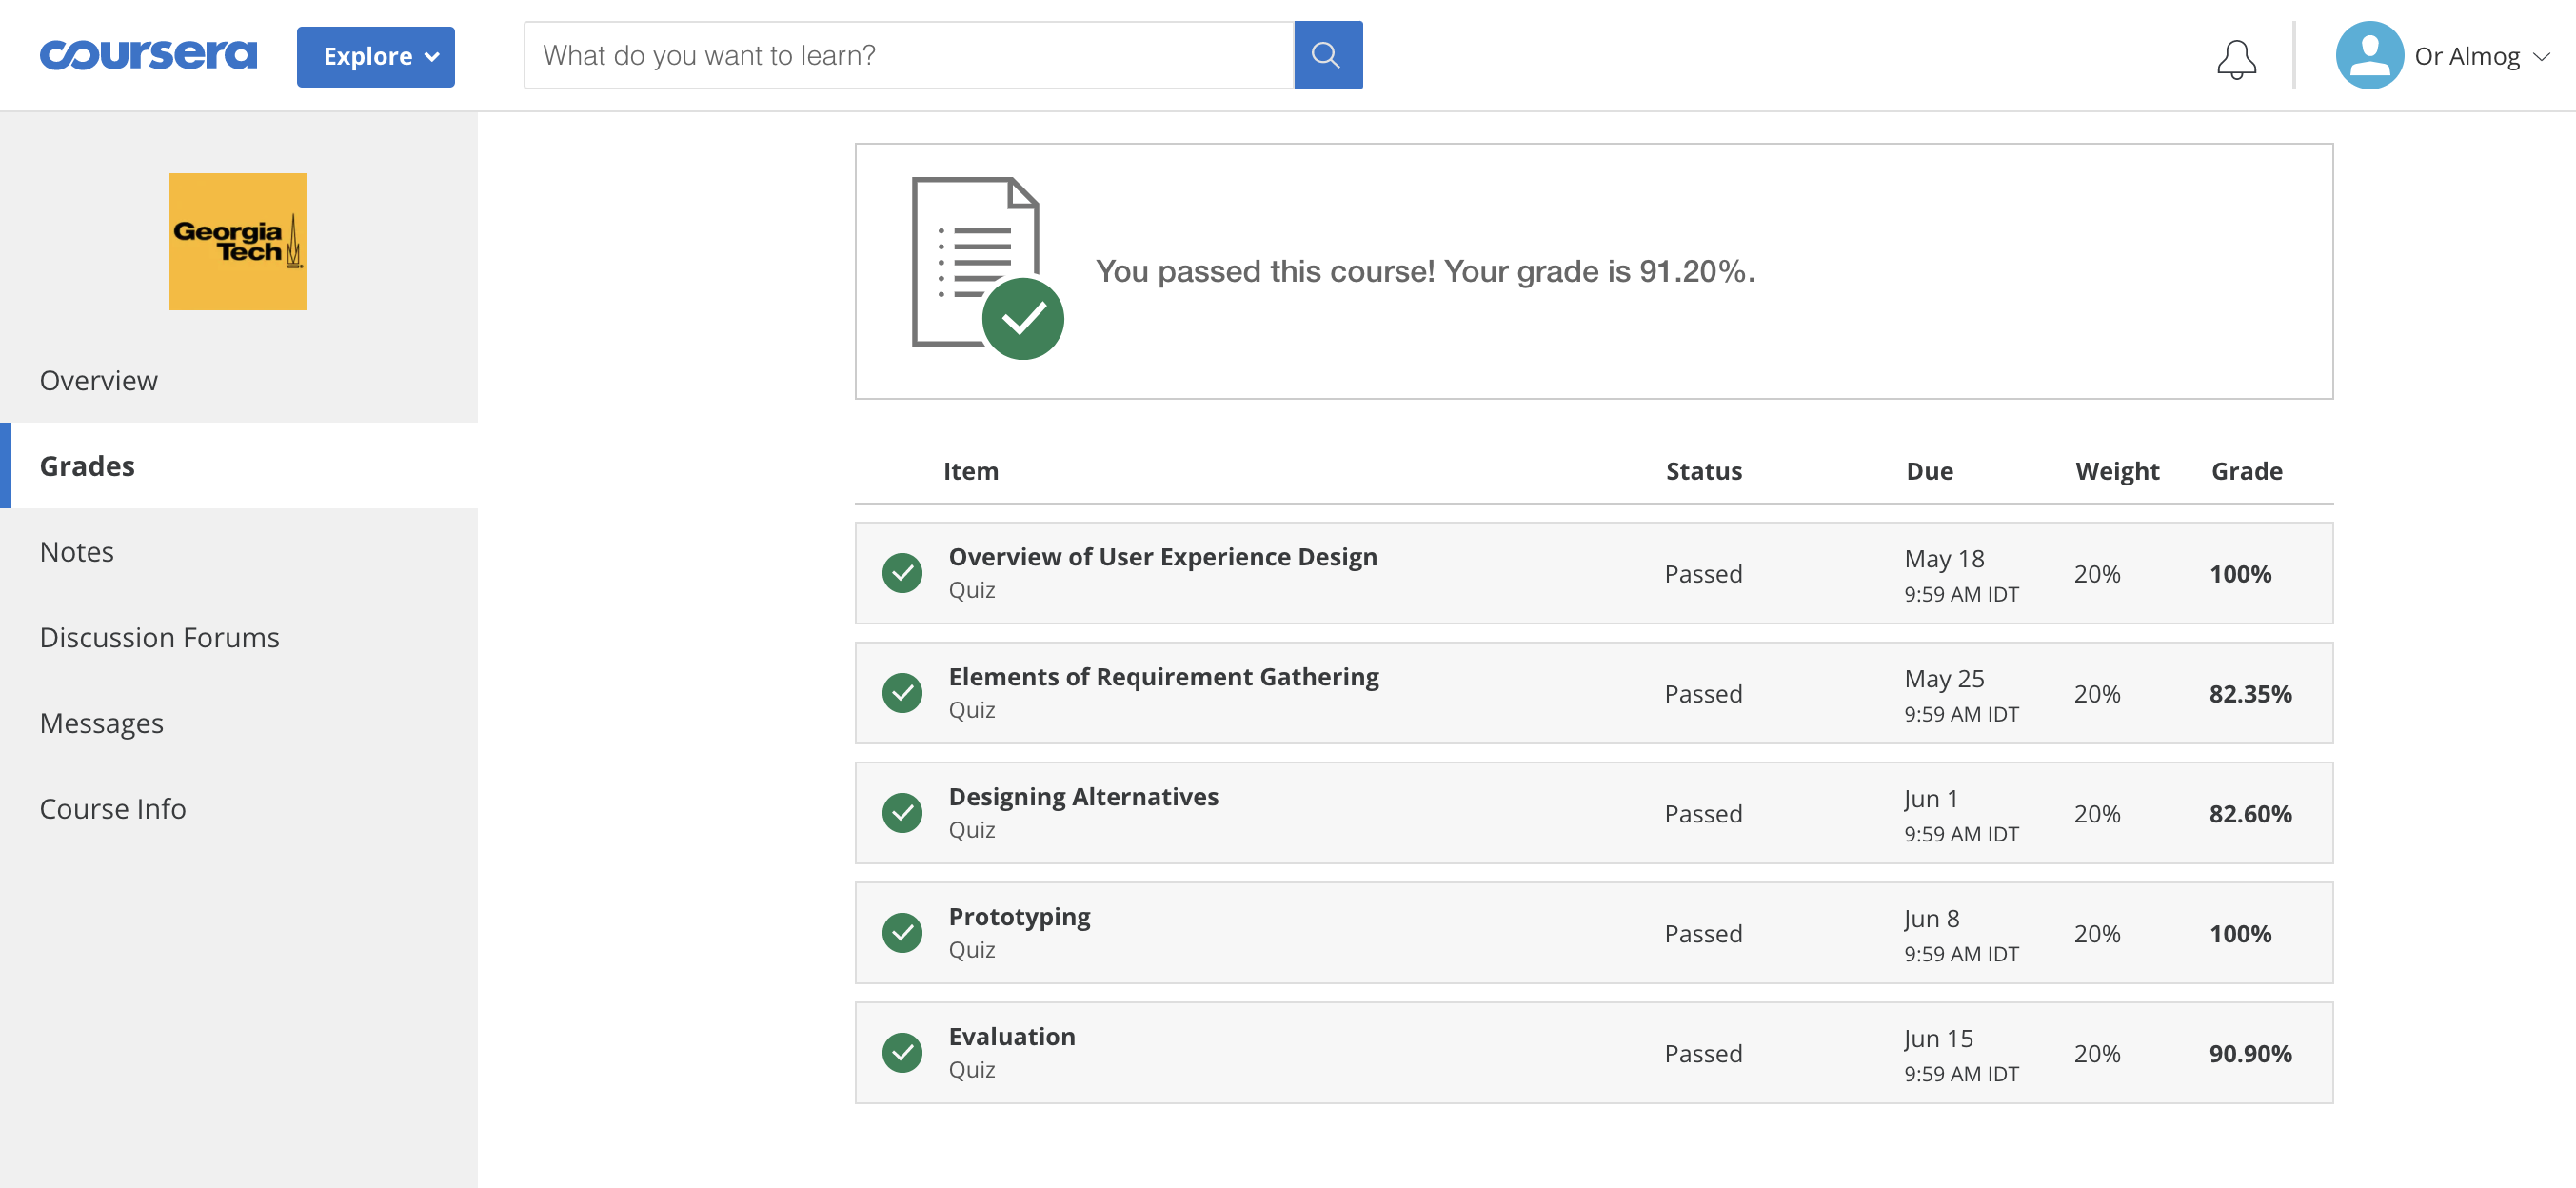 coursera
Explore
What do you want to learn?
Or Almog
Georgia
Tech
Overview
Grades
Notes
Discussion Forums
Messages
Course Info
You passed this course! Your grade is 91.20%.
Item Status Due Weight Grade
Overview of User Experience Design
Quiz
Passed
May 18
9:59 AM IDT
20%
100%
Elements of Requirement Gathering
Quiz
Passed
May 25
9:59 AM IDT
20%
82.35%
Designing Alternatives
Quiz
Passed
Jun 1
9:59 AM IDT
20%
82.60%
Prototyping
Quiz
Passed
Jun 8
9:59 AM IDT
20%
100%
Evaluation
Quiz
Passed
Jun 15
9:59 AM IDT
20%
90.90%